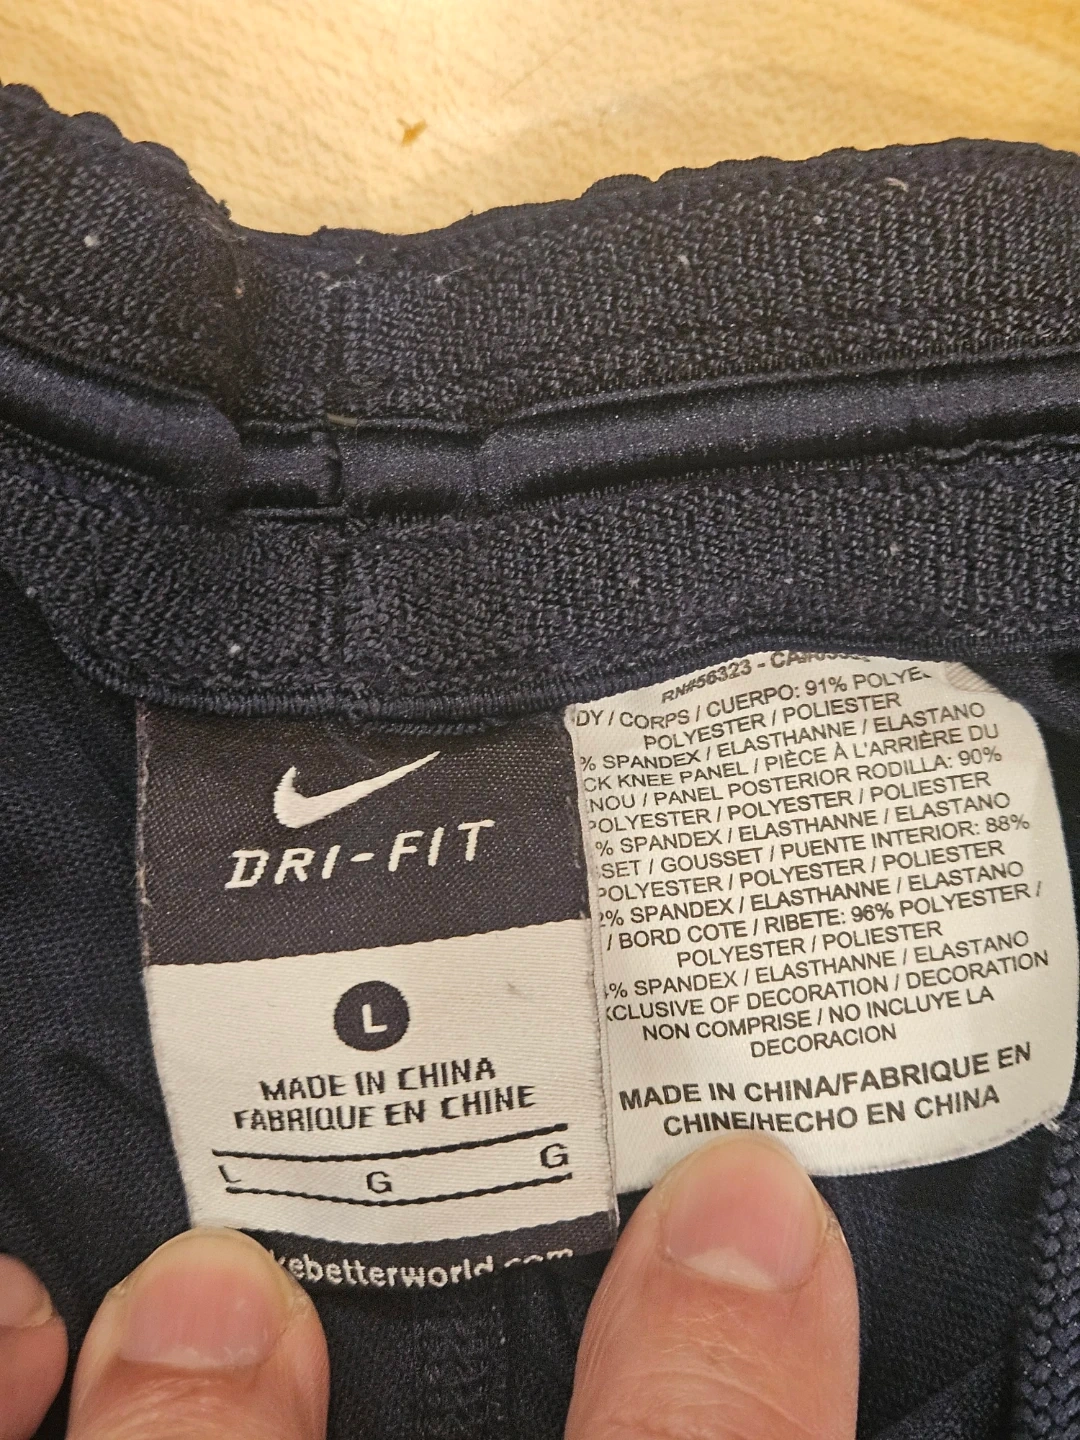 DRI-FIT
L
MADE IN CHINA
FABRIQUE EN CHINE
L G G
ebetterworld.com
RN#56323 - CA#
/ CORPS / CUERPO: 91%
POLYESTER / POLIESTER
% SPANDEX / ELASTHANNE / ELASTANO
KNEE PANEL / PIÈCE À L'ARRIÈRE DU
/ PANEL POSTERIOR RODILLA: 90%
POLYESTER / POLYESTER / POLIESTER
% SPANDEX / ELASTHANNE / ELASTANO
/ GOUSSET / PUENTE INTERIOR: 88%
POLYESTER / POLYESTER / POLIESTER
% SPANDEX / ELASTHANNE / ELASTANO
/ BORD COTE / RIBETE: 96% POLYESTER /
POLYESTER / POLIESTER
% SPANDEX / ELASTHANNE / ELASTANO
OF DECORATION / DECORATION
NON COMPRISE / NO INCLUYE LA
DECORACION
MADE IN CHINA/FABRIQUE EN
CHINE/HECHO EN CHINA